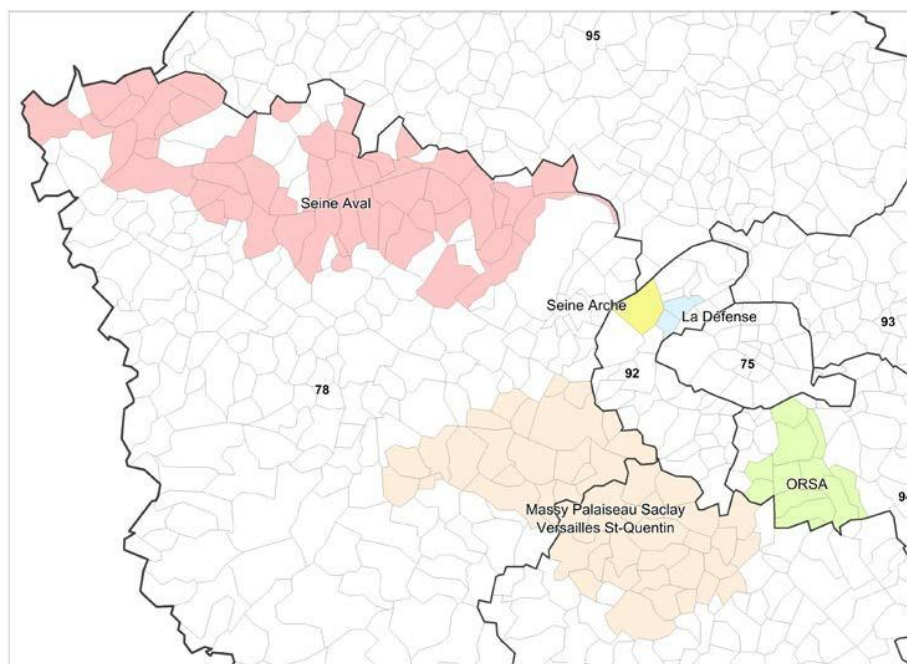 95
Seine Aval
Seine Arche
La Défense
93
75
92
78
ORSA
94
Massy Palaiseau Saclay
Versailles St-Quentin